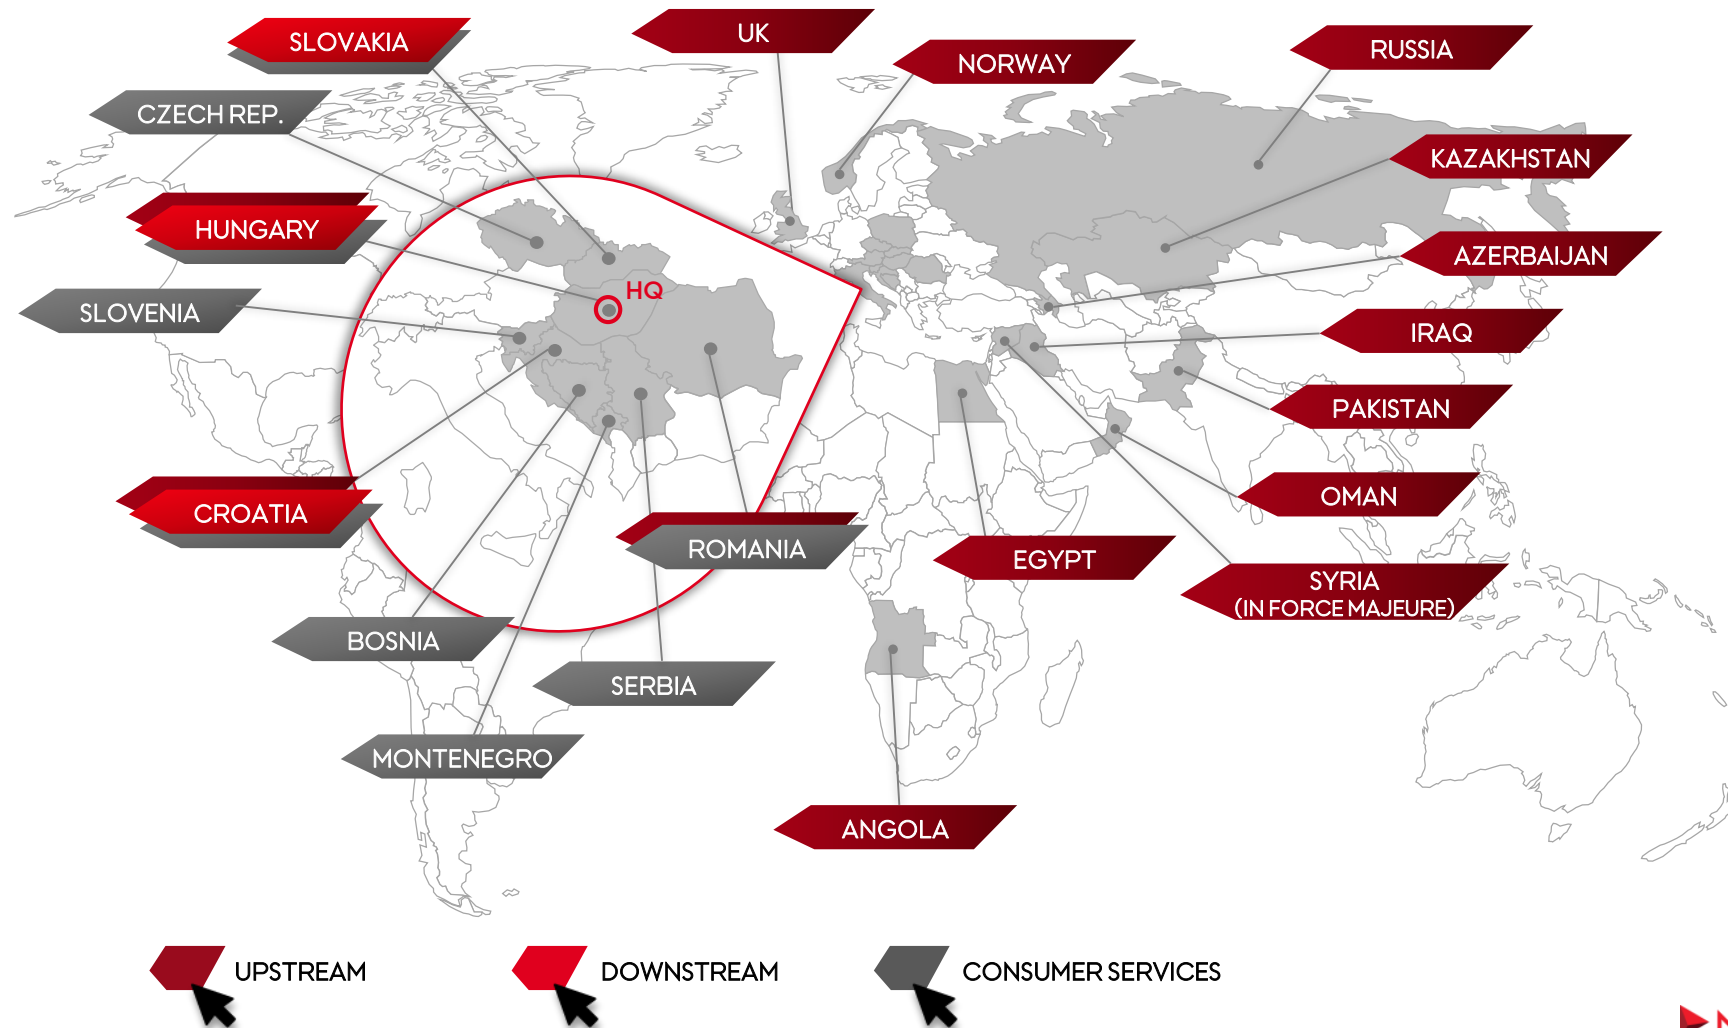 UK
SLOVAKIA
RUSSIA
NORWAY
CZECH REP.
KAZAKHSTAN
HUNGARY
AZERBAIJAN
HQ
SLOVENIA
IRAQ
PAKISTAN
OMAN
CROATIA
ROMANIA
EGYPT
SYRIA
(IN FORCE MAJEURE)
BOSNIA
SERBIA
MONTENEGRO
ANGOLA
UPSTREAM
DOWNSTREAM
CONSUMER SERVICES